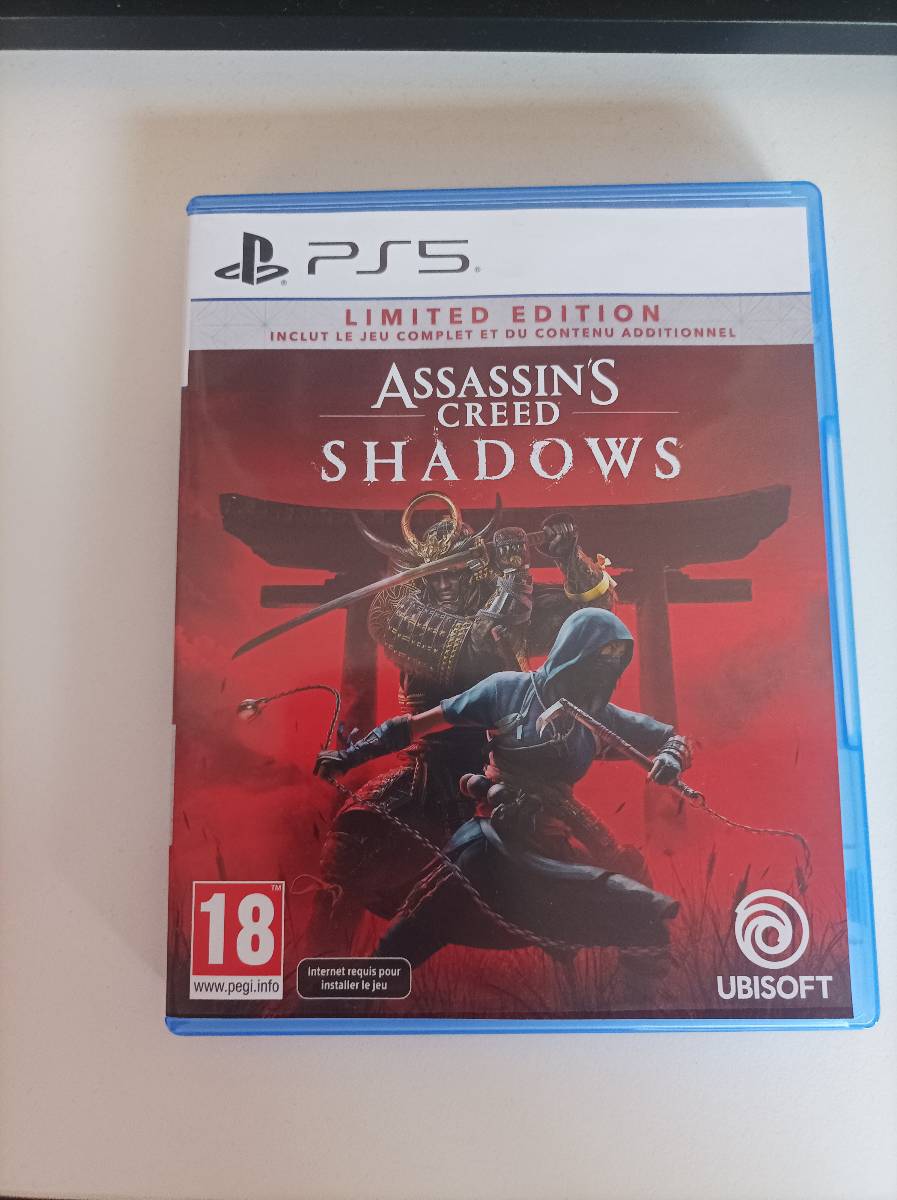 PS5
LIMITED EDITION
INCLUT LE JEU COMPLET ET DU CONTENU ADDITIONNEL
ASSASSIN'S
CREED
SHADOWS
18
www.pegi.info
Internet requis pour
installer le jeu
UBISOFT